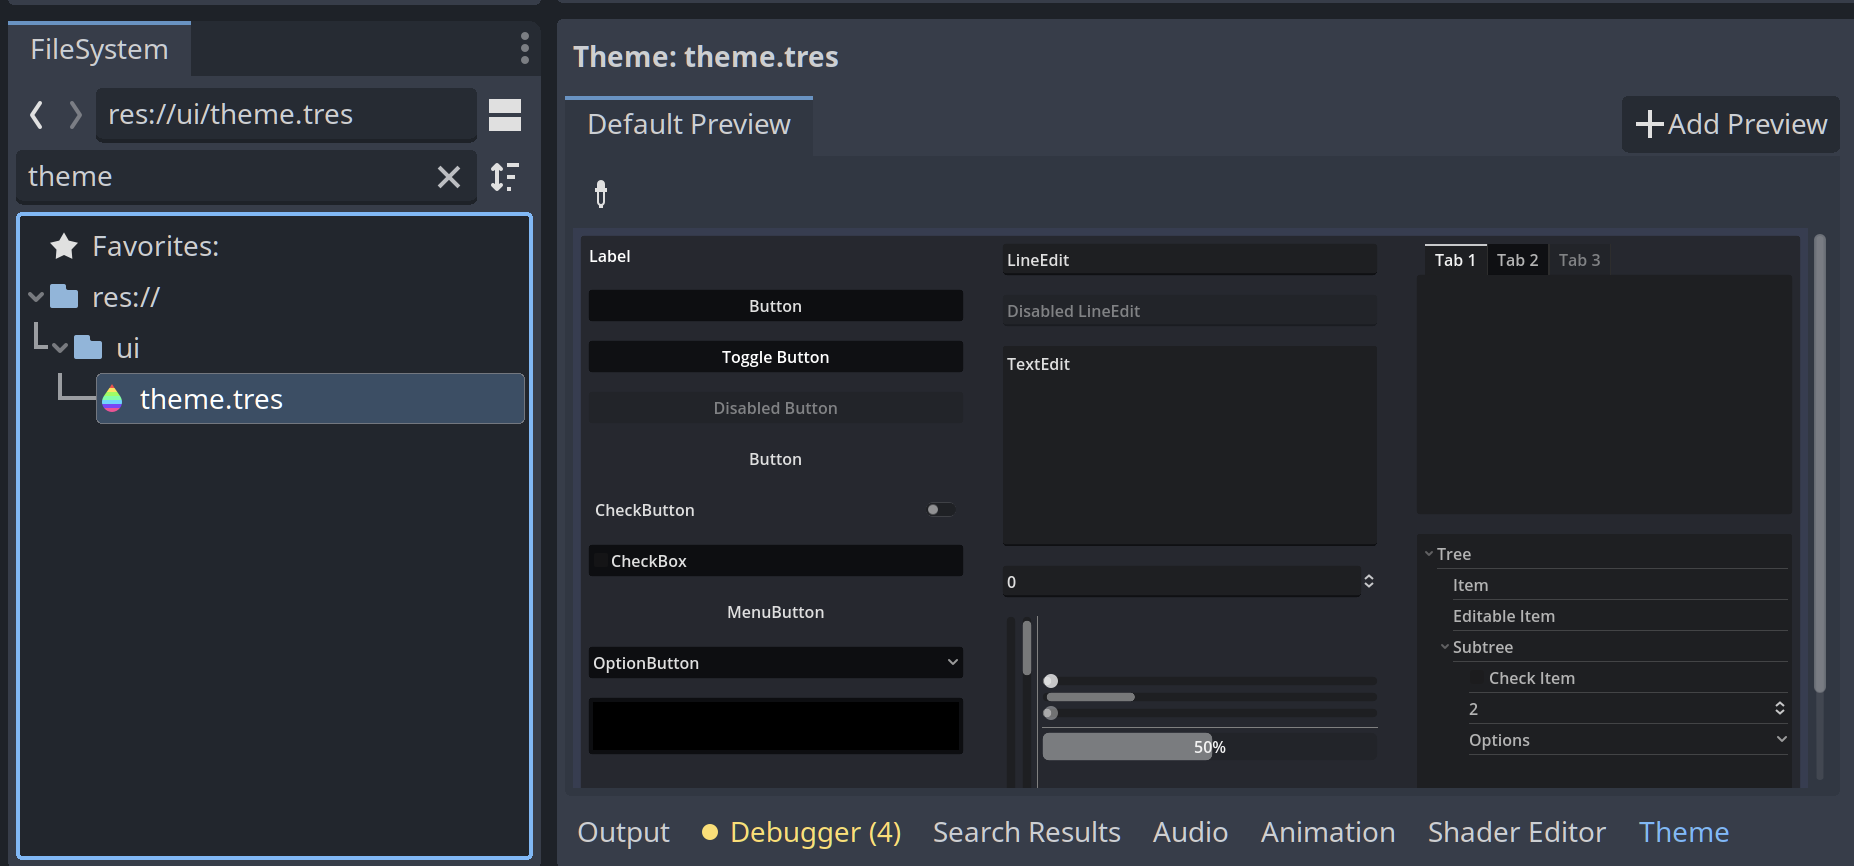 FileSystem
res://ui/theme.tres
theme
Favorites:
res://
ui
theme.tres
Theme: theme.tres
Default Preview
Add Preview
Label
Button
Toggle Button
Disabled Button
Button
CheckButton
CheckBox
MenuButton
OptionButton
LineEdit
Disabled LineEdit
TextEdit
0
50%
Tab 1 Tab 2 Tab 3
Tree
Item
Editable Item
Subtree
Check Item
2
Options
Output Debugger (4) Search Results Audio Animation Shader Editor Theme